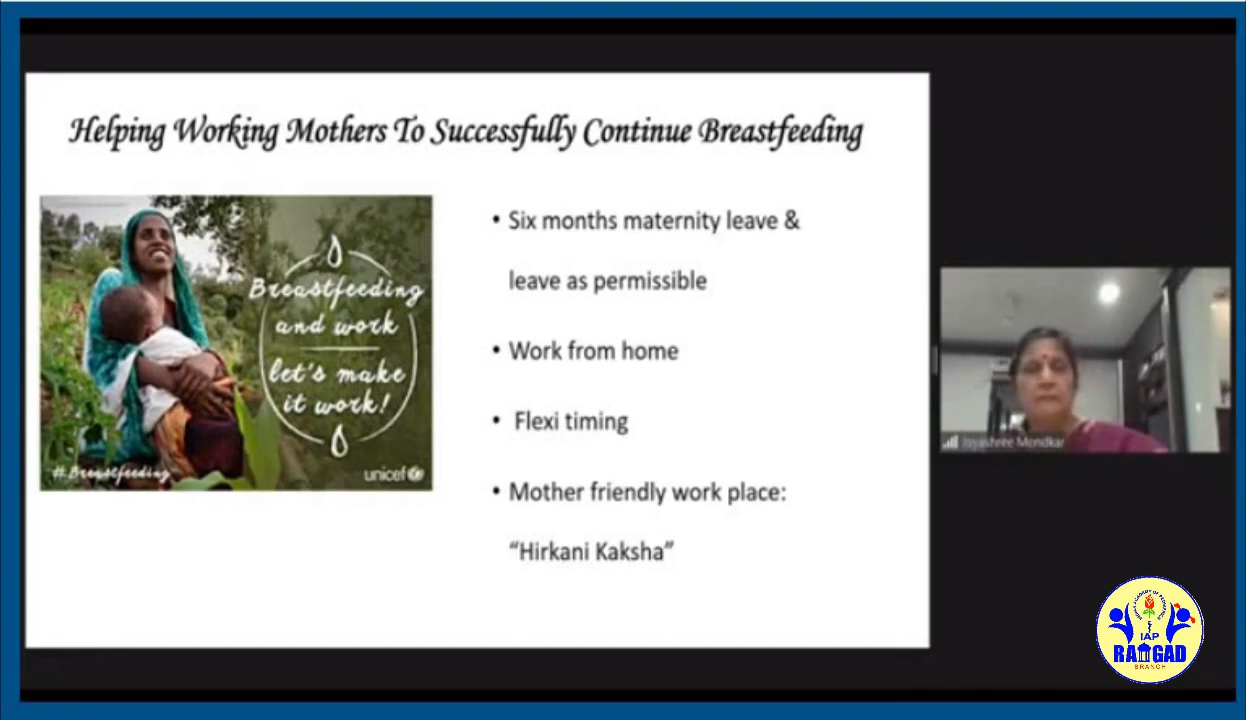 Helping Working Mothers To Successfully Continue Breastfeeding
Breastfeeding
and work
let's make
it work!
#Breastfeeding
unicef
• Six months maternity leave &
leave as permissible
• Work from home
• Flexi timing
• Mother friendly work place:
“Hirkani Kaksha”
Jayashree Mondkar
IAP
RAIGAD
BRANCH